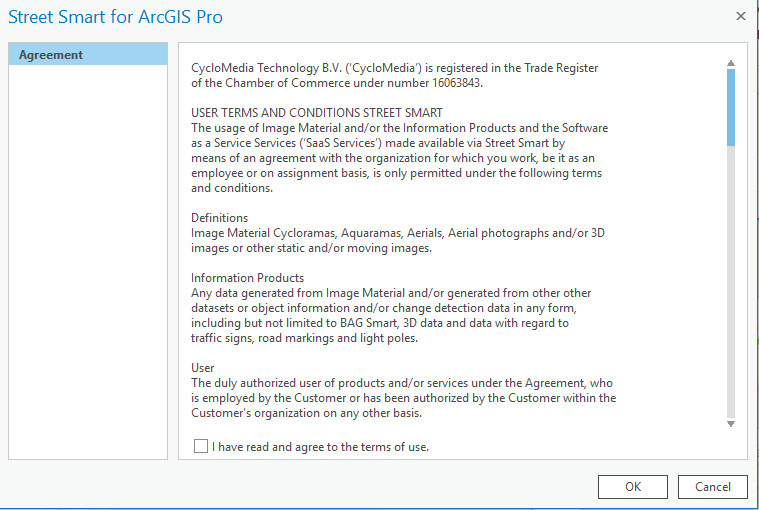 Street Smart for ArcGIS Pro
Agreement
CycloMedia Technology B.V. (‘CycloMedia’) is registered in the Trade Register
of the Chamber of Commerce under number 16063843.
USER TERMS AND CONDITIONS STREET SMART
The usage of Image Material and/or the Information Products and the Software
as a Service Services (‘SaaS Services’) made available via Street Smart by
means of an agreement with the organization for which you work, be it as an
employee or on assignment basis, is only permitted under the following terms
and conditions.
Definitions
Image Material Cycloramas, Aquaramas, Aerials, Aerial photographs and/or 3D
images or other static and/or moving images.
Information Products
Any data generated from Image Material and/or generated from other other
datasets or object information and/or change detection data in any form,
including but not limited to BAG Smart, 3D data and data with regard to
traffic signs, road markings and light poles.
User
The duly authorized user of products and/or services under the Agreement, who
is employed by the Customer or has been authorized by the Customer within the
Customer’s organization on any other basis.
I have read and agree to the terms of use.
OK Cancel